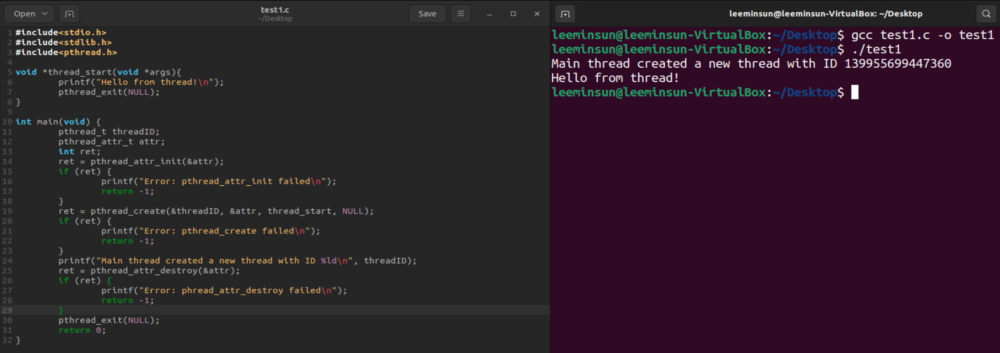 Open
test1.c
~/Desktop
Save
1 #include<stdio.h>
2 #include<stdlib.h>
3 #include<pthread.h>
4
5 void *thread_start(void *args){
6         printf("Hello from thread!\n");
7         pthread_exit(NULL);
8 }
9
10 int main(void) {
11         pthread_t threadID;
12         pthread_attr_t attr;
13         int ret;
14         ret = pthread_attr_init(&attr);
15         if (ret) {
16                 printf("Error: pthread_attr_init failed\n");
17                 return -1;
18         }
19         ret = pthread_create(&threadID, &attr, thread_start, NULL);
20         if (ret) {
21                 printf("Error: pthread_create failed\n");
22                 return -1;
23         }
24         printf("Main thread created a new thread with ID %ld\n", threadID);
25         ret = pthread_attr_destroy(&attr);
26         if (ret) {
27                 printf("Error: phread_attr_destroy failed\n");
28                 return -1;
29         }
30         pthread_exit(NULL);
31         return 0;
32 }
leeminsun@leeminsun-VirtualBox: ~/Desktop
leeminsun@leeminsun-VirtualBox:~/Desktop$ gcc test1.c -o test1
leeminsun@leeminsun-VirtualBox:~/Desktop$ ./test1
Main thread created a new thread with ID 139955699447360
Hello from thread!
leeminsun@leeminsun-VirtualBox:~/Desktop$